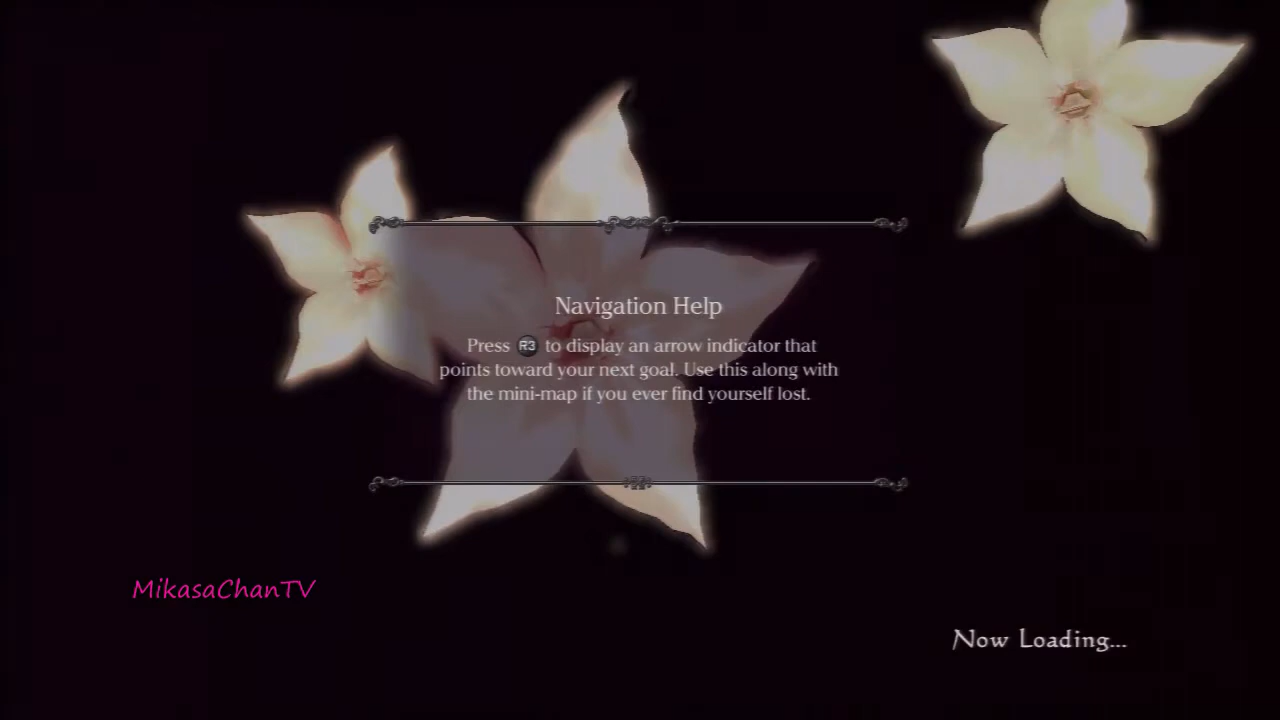 Navigation Help
Press R3 to display an arrow indicator that
points toward your next goal. Use this along with
the mini-map if you ever find yourself lost.
MikasaChanTV
Now Loading...